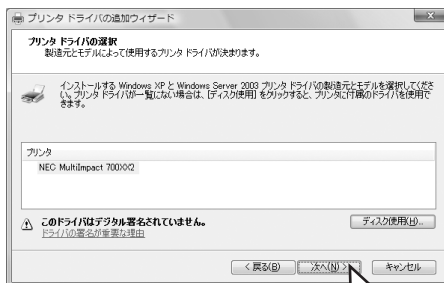 プリンタ ドライバの追加ウィザード
プリンタ ドライバの選択
製造元とモデルによって使用するプリンタ ドライバが決まります。
インストールする Windows XP と Windows Server 2003 プリンタ ドライバの製造元とモデルを選択してくださ
い。プリンタ ドライバが一覧にない場合は、[ディスク使用] をクリックすると、プリンタに付属のドライバを使用で
きます。
プリンタ
NEC MultiImpact 700XX2
このドライバはデジタル署名されていません。
ディスク使用(H)...
ドライバの署名が重要な理由
< 戻る(B)
次へ(N) >
キャンセル